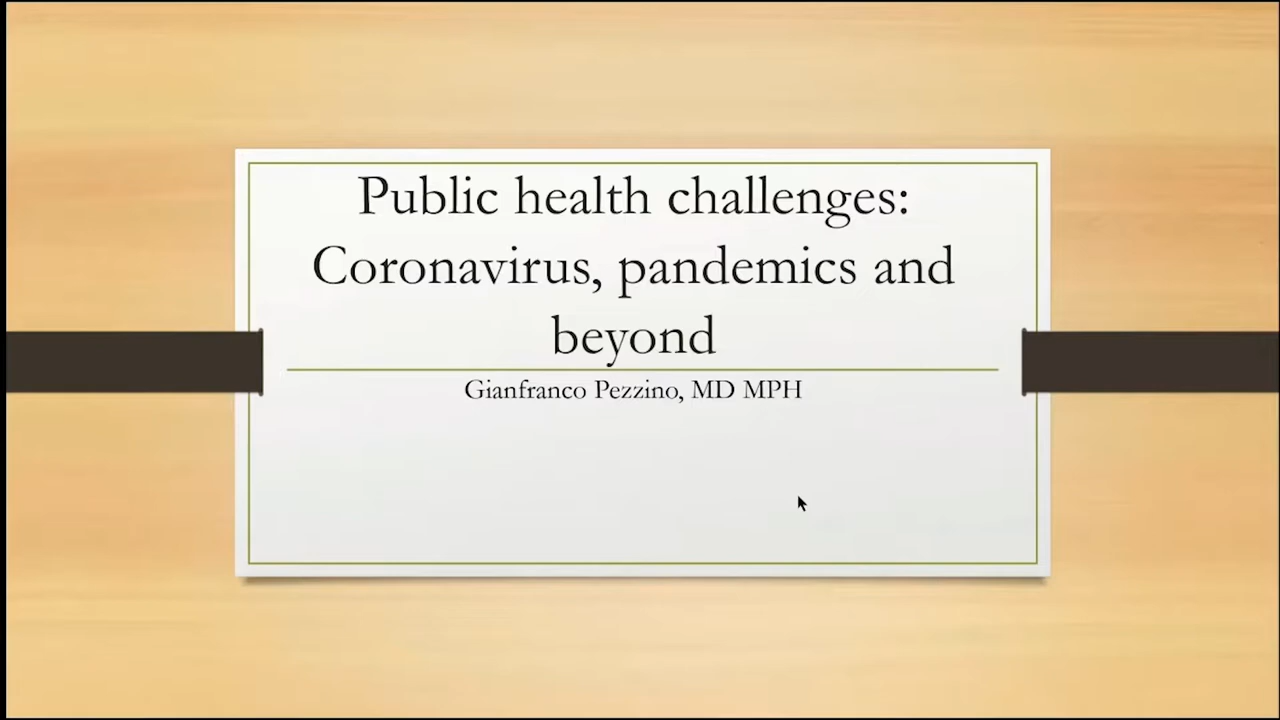 Public health challenges:
Coronavirus, pandemics and
beyond
Gianfranco Pezzino, MD MPH